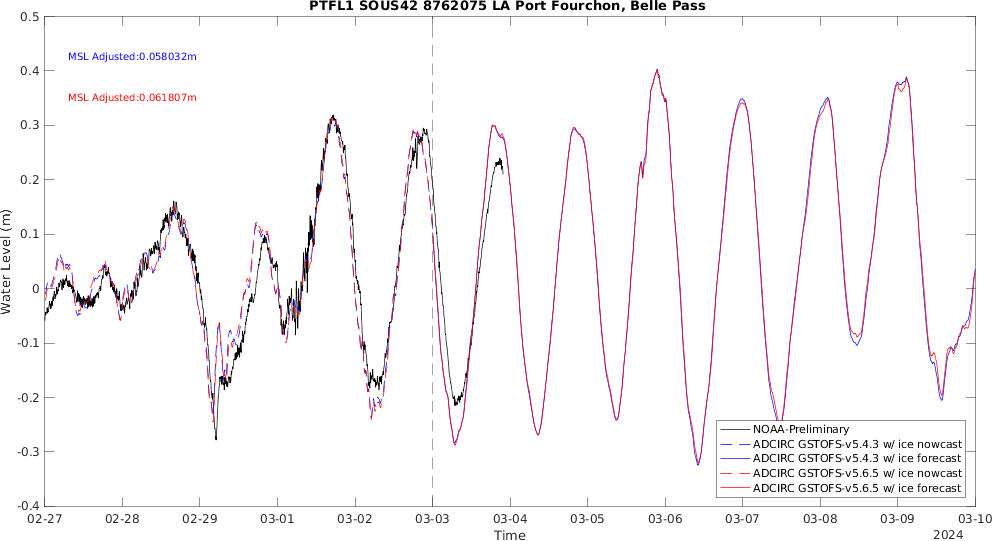 PTFL1 SOUS42 8762075 LA Port Fourchon, Belle Pass
0.5
MSL Adjusted:0.058032m
0.4
MSL Adjusted:0.061807m
0.3
0.2
0.1
Water Level (m)
0
-0.1
-0.2
-0.3
-0.4
NOAA-Preliminary
ADCIRC GSTOFS-v5.4.3 w/ ice nowcast
ADCIRC GSTOFS-v5.4.3 w/ ice forecast
ADCIRC GSTOFS-v5.6.5 w/ ice nowcast
ADCIRC GSTOFS-v5.6.5 w/ ice forecast
02-27 02-28 02-29 03-01 03-02 03-03 03-04 03-05 03-06 03-07 03-08 03-09 03-10
Time
2024